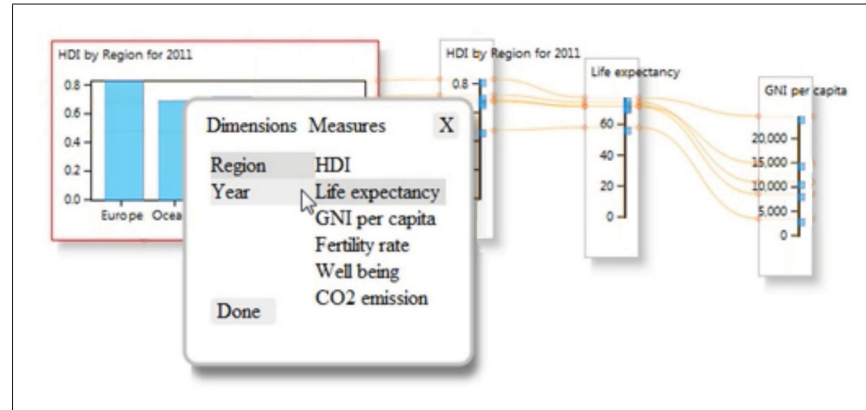 HDI by Region for 2011
0.8
0.6
0.4
0.2
0.0
Europe
HDI by Region for 2011
0.8
Life expectancy
60
40
20
0
GNI per capita
20,000
15,000
10,000
5,000
0
Dimensions Measures X
Region HDI
Year Life expectancy
GNI per capita
Fertility rate
Well being
CO2 emission
Done